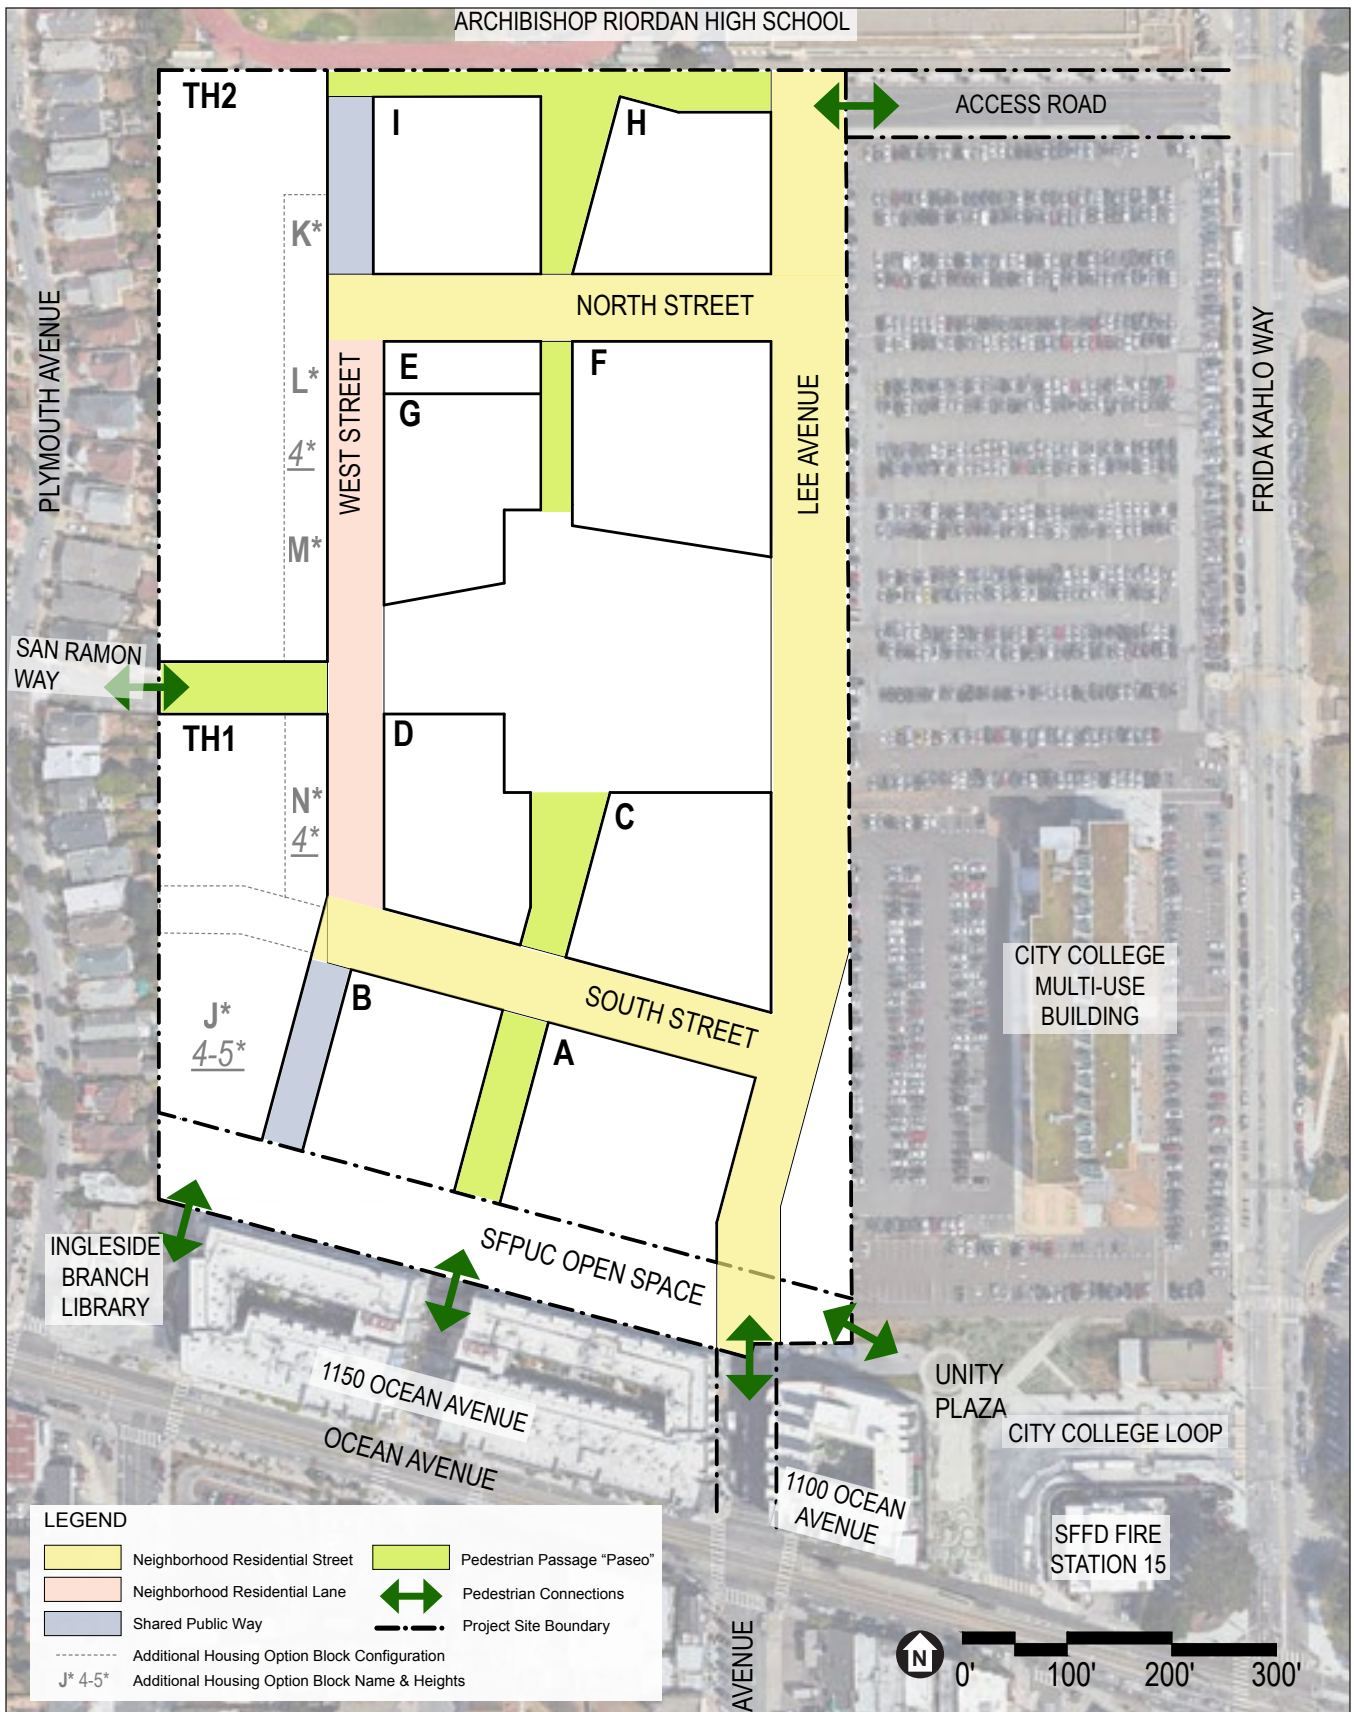 ARCHBISHOP RIORDAN HIGH SCHOOL
TH2
I
H
ACCESS ROAD
K*
PLYMOUTH AVENUE
NORTH STREET
FRIDA KAHLO WAY
WEST STREET
E
F
L*
G
LEE AVENUE
4*
M*
SAN RAMON
WAY
TH1
D
N*
4*
C
CITY COLLEGE
MULTI-USE
BUILDING
J*
4-5*
B
SOUTH STREET
A
SFPUC OPEN SPACE
INGLESIDE
BRANCH
LIBRARY
1150 OCEAN AVENUE
OCEAN AVENUE
UNITY
PLAZA
CITY COLLEGE LOOP
1100 OCEAN
AVENUE
SFFD FIRE
STATION 15
AVENUE
LEGEND
Neighborhood Residential Street
Pedestrian Passage “Paseo”
Neighborhood Residential Lane
Pedestrian Connections
Shared Public Way
Project Site Boundary
Additional Housing Option Block Configuration
J* 4-5* Additional Housing Option Block Name & Heights
N
0' 100' 200' 300'